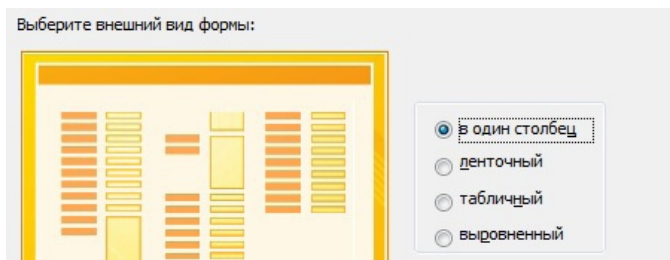 Выберите внешний вид формы:
в один столбец
ленточный
табличный
выровненный